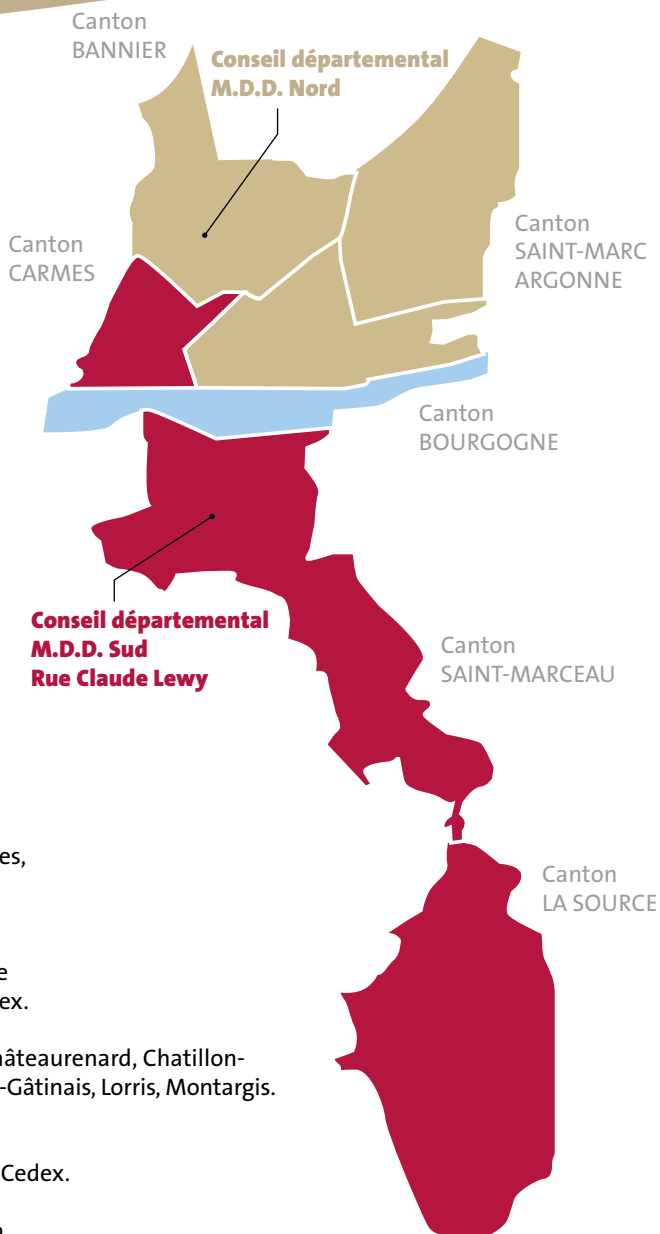 Canton
BANNIER
Conseil départemental
M.D.D. Nord
Canton
CARMES
Canton
SAINT-MARC
ARGONNE
Canton
BOURGOGNE
Conseil départemental
M.D.D. Sud
Rue Claude Lewy
Canton
SAINT-MARCEAU
Canton
LA SOURCE
es,
e
ex.
hâteaurenard, Chatillon-
-Gâtinais, Lorris, Montargis.
Cedex.